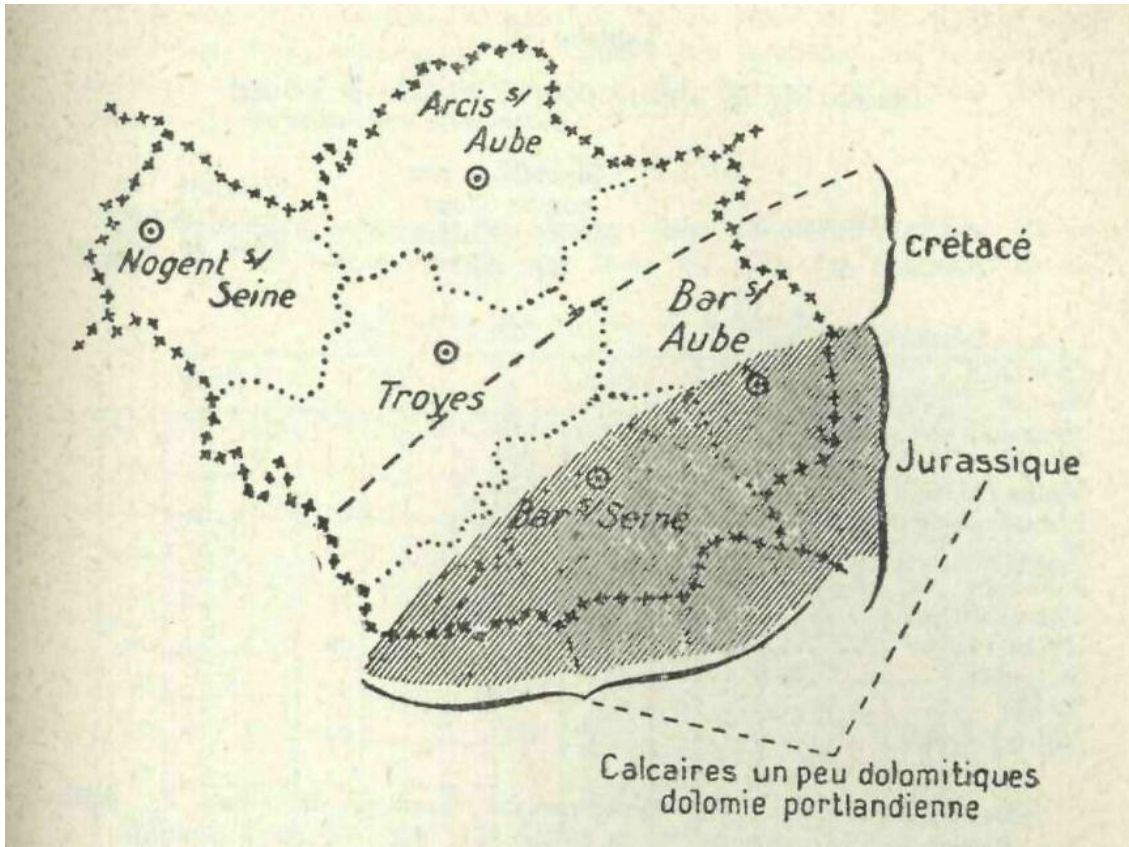 Arcis s/
Aube
Nogent s/
Seine
crétacé
Bar s/
Aube
Troyes
Jurassique
Bar s/ Seine
Calcaires un peu dolomitiques
dolomie portlandienne